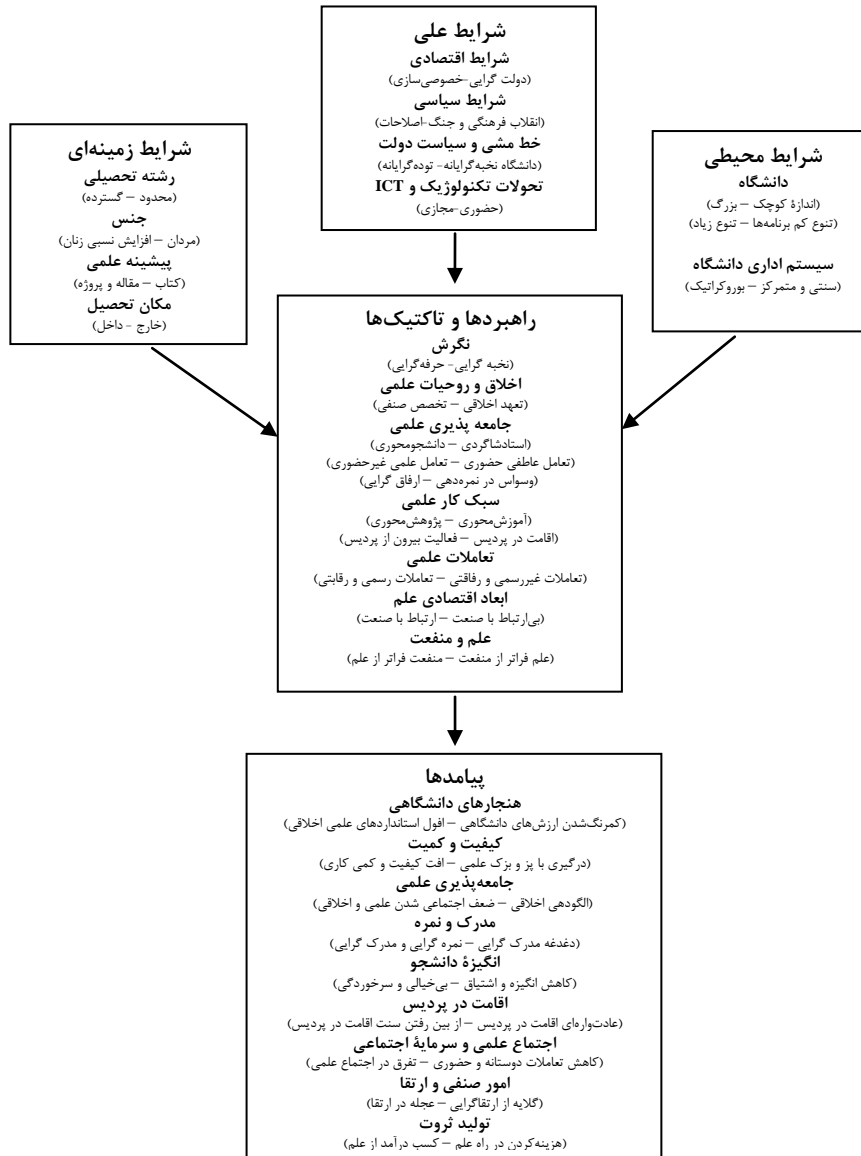 شرایط علی
شرایط اقتصادی
(دولت گرایی-خصوصی‌سازی)
شرایط سیاسی
(انقلاب فرهنگی و جنگ-اصلاحات)
خط مشی و سیاست دولت
(دانشگاه نخبه‌گرایانه- توده‌گرایانه)
تحولات تکنولوژیک و ICT
(حضوری-مجازی)
شرایط زمینه‌ای
رشته تحصیلی
(محدود – گسترده)
جنس
(مردان – افزایش نسبی زنان)
پیشینه علمی
(کتاب – مقاله و پروژه)
مکان تحصیل
(خارج - داخل)
شرایط محیطی
دانشگاه
(اندازهٔ کوچک – بزرگ)
(تنوع کم برنامه‌ها – تنوع زیاد)
سیستم اداری دانشگاه
(سنتی و متمرکز – بوروکراتیک)
راهبردها و تاکتیک‌ها
نگرش
(نخبه گرایی- حرفه‌گرایی)
اخلاق و روحیات علمی
(تعهد اخلاقی – تخصص صنفی)
جامعه پذیری علمی
(استادشاگردی – دانشجومحوری)
(تعامل عاطفی حضوری – تعامل علمی غیرحضوری)
(وسواس در نمره‌دهی – ارفاق گرایی)
سبک کار علمی
(آموزش‌محوری – پژوهش‌محوری)
(اقامت در پردیس – فعالیت بیرون از پردیس)
تعاملات علمی
(تعاملات غیررسمی و رفاقتی – تعاملات رسمی و رقابتی)
ابعاد اقتصادی علم
(بی‌ارتباط با صنعت – ارتباط با صنعت)
علم و منفعت
(علم فراتر از منفعت – منفعت فراتر از علم)
پیامدها
هنجارهای دانشگاهی
(کمرنگ‌شدن ارزش‌های دانشگاهی – افول استانداردهای علمی اخلاقی)
کیفیت و کمیت
(درگیری با پز و بزک علمی – افت کیفیت و کمی کاری)
جامعه‌پذیری علمی
(الگودهی اخلاقی – ضعف اجتماعی شدن علمی و اخلاقی)
مدرک و نمره
(دغدغه مدرک گرایی – نمره گرایی و مدرک گرایی)
انگیزهٔ دانشجو
(کاهش انگیزه و اشتیاق – بی‌خیالی و سرخوردگی)
اقامت در پردیس
(عادت‌واره‌ای اقامت در پردیس – از بین رفتن سنت اقامت در پردیس)
اجتماع علمی و سرمایهٔ اجتماعی
(کاهش تعاملات دوستانه و حضوری – تفرق در اجتماع علمی)
امور صنفی و ارتقا
(گلایه از ارتقاگرایی – عجله در ارتقا)
تولید ثروت
(هزینه‌کردن در راه علم – کسب درآمد از علم)